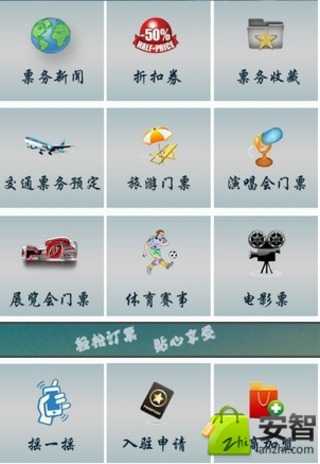 -50%
HALF-PRICE
票务新闻 折扣券 票务收藏
交通票务预定 旅游门票 演唱会门票
展览会门票 体育赛事 电影票
轻松订票 贴心享受
摇一摇 入驻申请 加盟
安智
anzhi.com